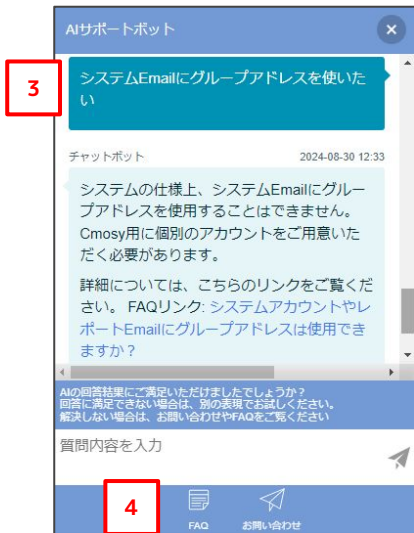 AIサポートボット
×
3
システムEmailにグループアドレスを使いた
い
チャットボット 2024-08-30 12:33
システムの仕様上、システムEmailにグルー
プアドレスを使用することはできません。
Cmosy用に個別のアカウントをご用意いた
だく必要があります。
詳細については、こちらのリンクをご覧くだ
さい。 FAQリンク: システムアカウントやレ
ポートEmailにグループアドレスは使用でき
ますか？
AIの回答結果にご満足いただけましたでしょうか？
回答に満足できない場合は、別の表現でお試しください。
解決しない場合は、お問い合わせやFAQをご覧ください
質問内容を入力
4
FAQ お問い合わせ